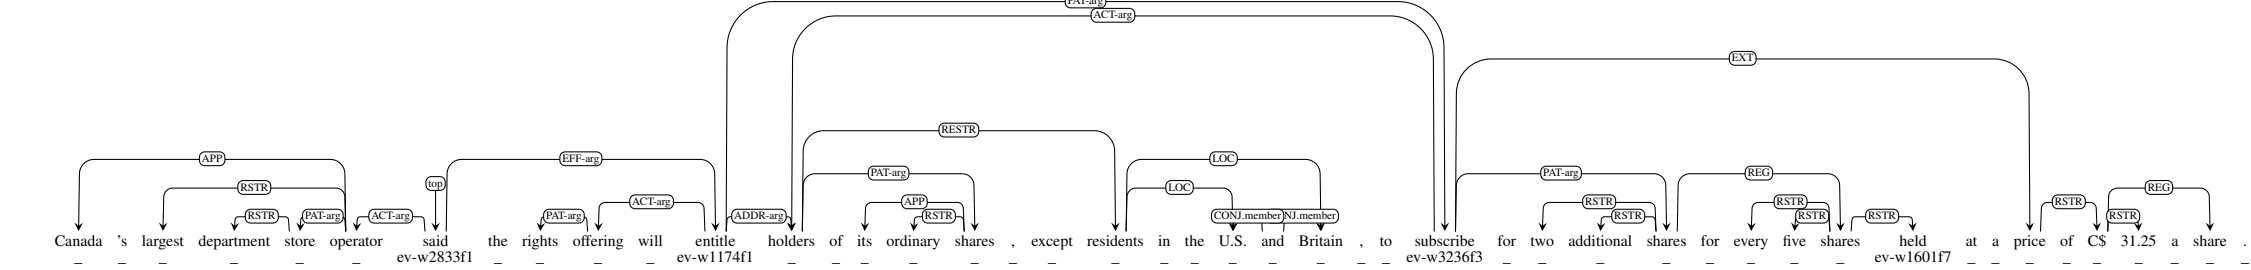 PAT-arg
ACT-arg
EXT
RESTR
APP EFF-arg LOC
PAT-arg PAT-arg REG
top RSTR LOC REG
ACT-arg APP RSTR RSTR RSTR
RSTR PAT-arg ACT-arg PAT-arg ADDR-arg RSTR CONJ.member NJ.member RSTR RSTR RSTR RSTR
Canada 's largest department store operator said the rights offering will entitle holders of its ordinary shares , except residents in the U.S. and Britain , to subscribe for two additional shares for every five shares held at a price of C$ 31.25 a share .
_ _ _ _ _ _ ev-w2833f1 _ _ _ _ ev-w1174f1 _ _ _ _ _ _ _ _ _ _ _ _ _ _ _ ev-w3236f3 _ _ _ _ _ _ _ _ ev-w1601f7 _ _ _ _ _ _ _ _ _